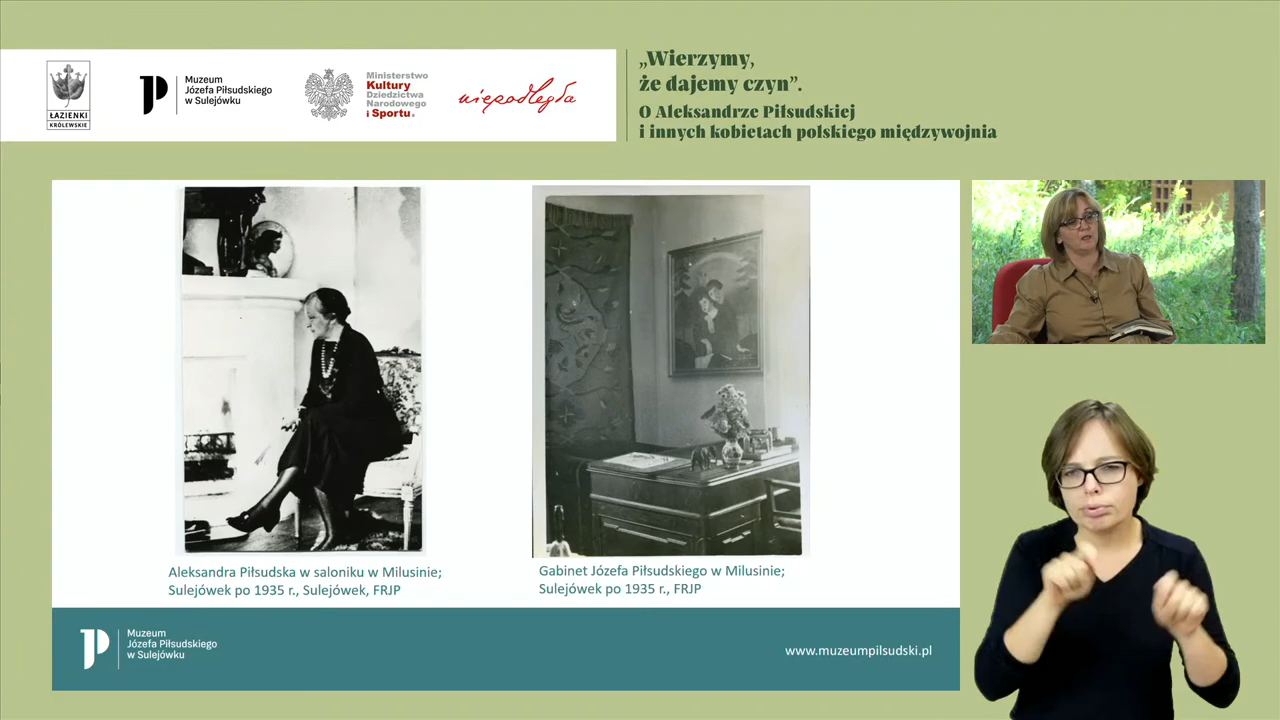 ŁAZIENKI
KRÓLEWSKIE
Muzeum
Józefa Piłsudskiego
w Sulejówku
Ministerstwo
Kultury
Dziedzictwa
Narodowego
i Sportu.
niepodległa
„Wierzymy,
że dajemy czyn”.
O Aleksandrze Piłsudskiej
i innych kobietach polskiego międzywojnia
Aleksandra Piłsudska w saloniku w Milusinie;
Sulejówek po 1935 r., Sulejówek, FRJP
Gabinet Józefa Piłsudskiego w Milusinie;
Sulejówek po 1935 r., FRJP
Muzeum
Józefa Piłsudskiego
w Sulejówku
www.muzeumpilsudski.pl